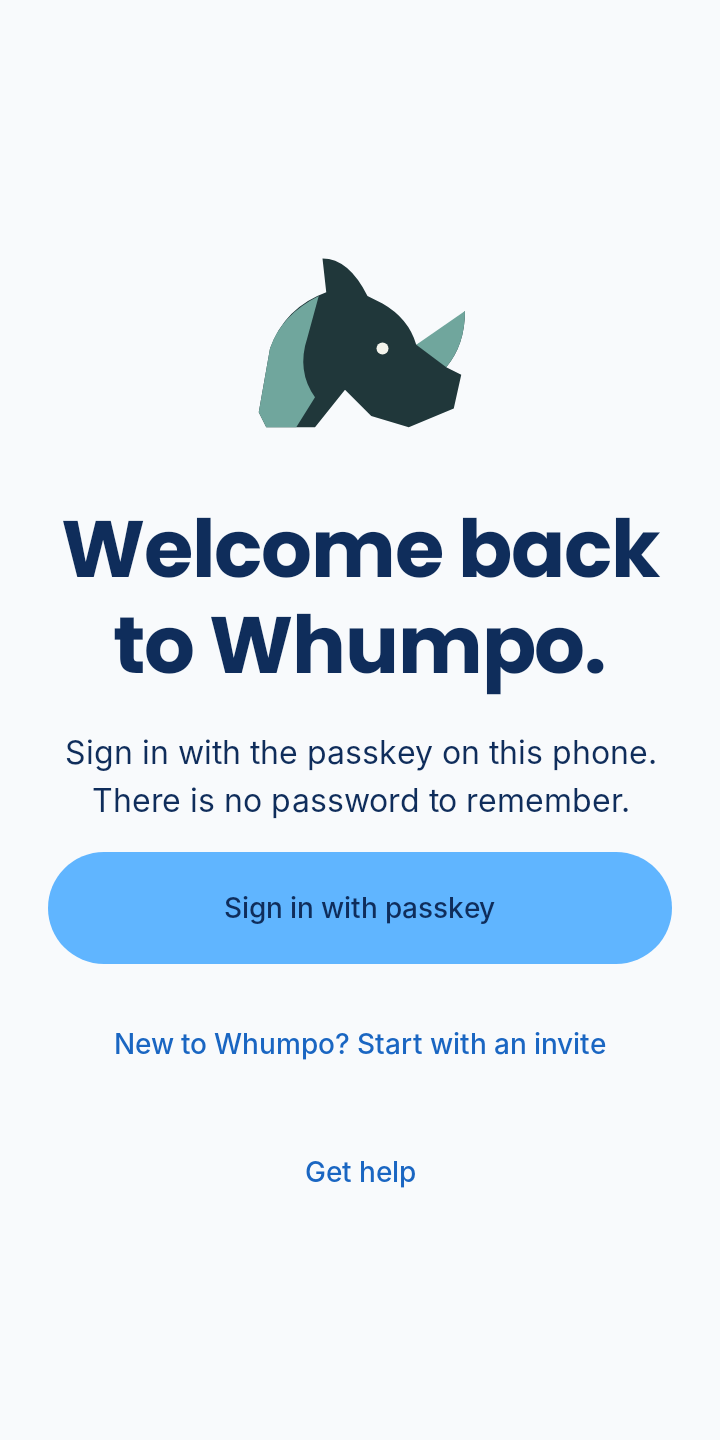 Welcome back
to Whumpo.
Sign in with the passkey on this phone.
There is no password to remember.
Sign in with passkey
New to Whumpo? Start with an invite
Get help